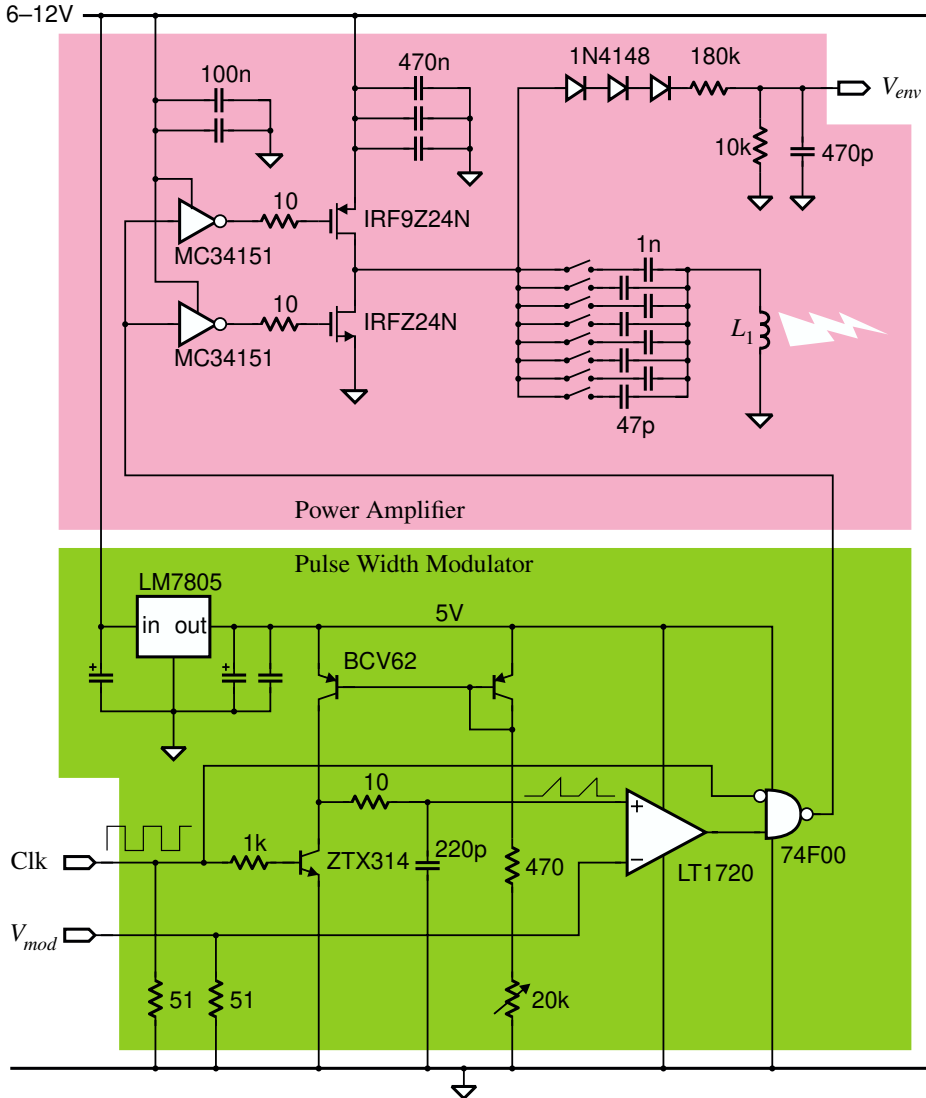 6–12V
100n
470n
1N4148
180k
V_env
10k
470p
10
IRF9Z24N
MC34151
10
IRFZ24N
MC34151
1n
L1
47p
Power Amplifier
Pulse Width Modulator
LM7805
in out
+
+
5V
BCV62
10
Clk
1k
ZTX314
220p
470
+
−
LT1720
74F00
V_mod
51
51
20k